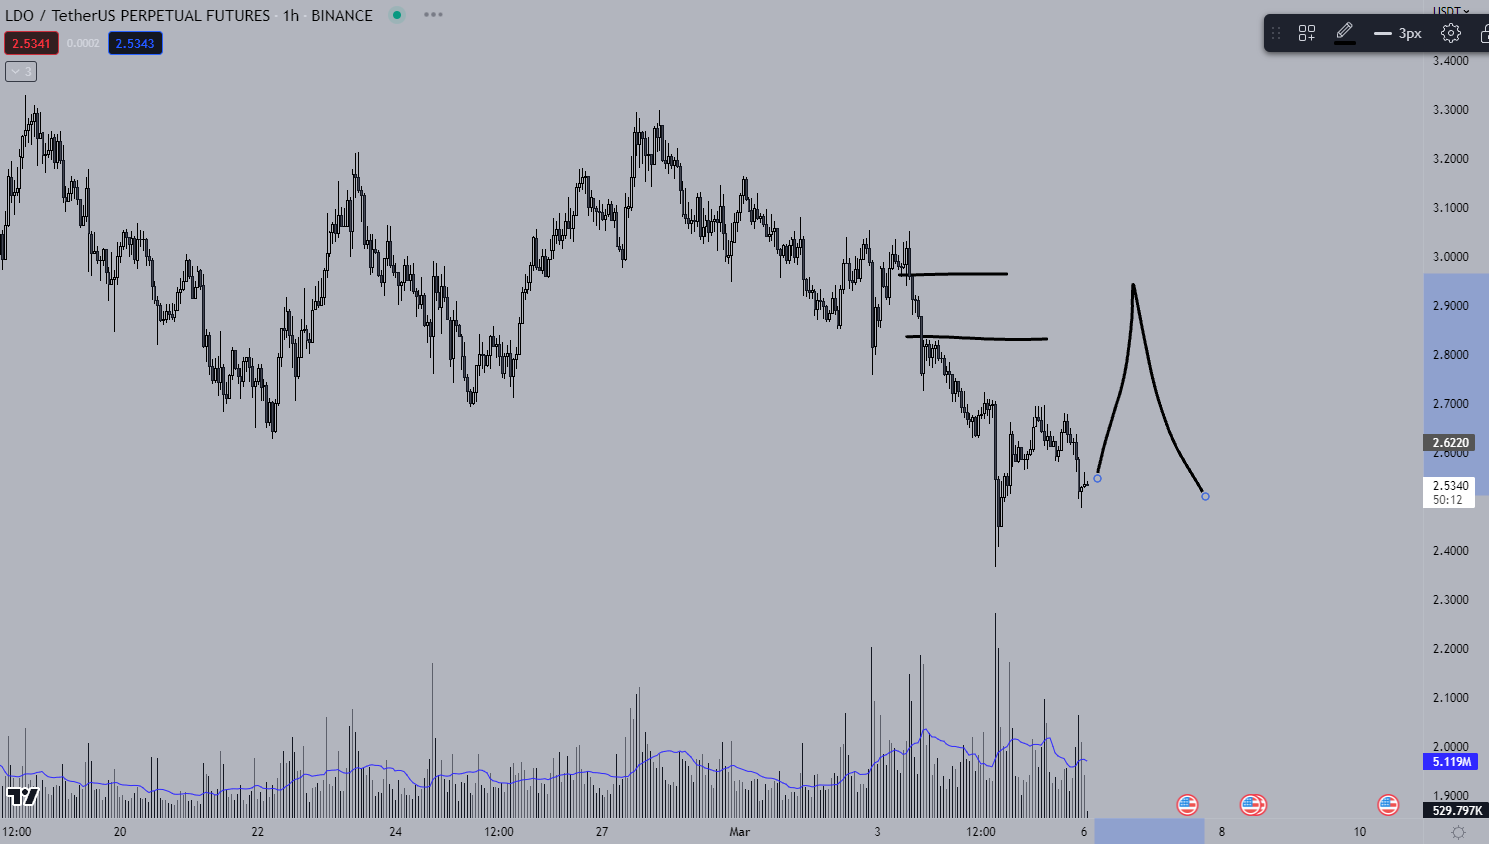 LDO / TetherUS PERPETUAL FUTURES · 1h · BINANCE
USDT
2.5341 0.0002 2.5343
3
3px
3.4000
3.3000
3.2000
3.1000
3.0000
2.9000
2.8000
2.7000
2.6220
2.6000
2.5340
50:12
2.4000
2.3000
2.2000
2.1000
2.0000
5.119M
1.9000
529.797K
12:00 20 22 24 12:00 27 Mar 3 12:00 6 8 10